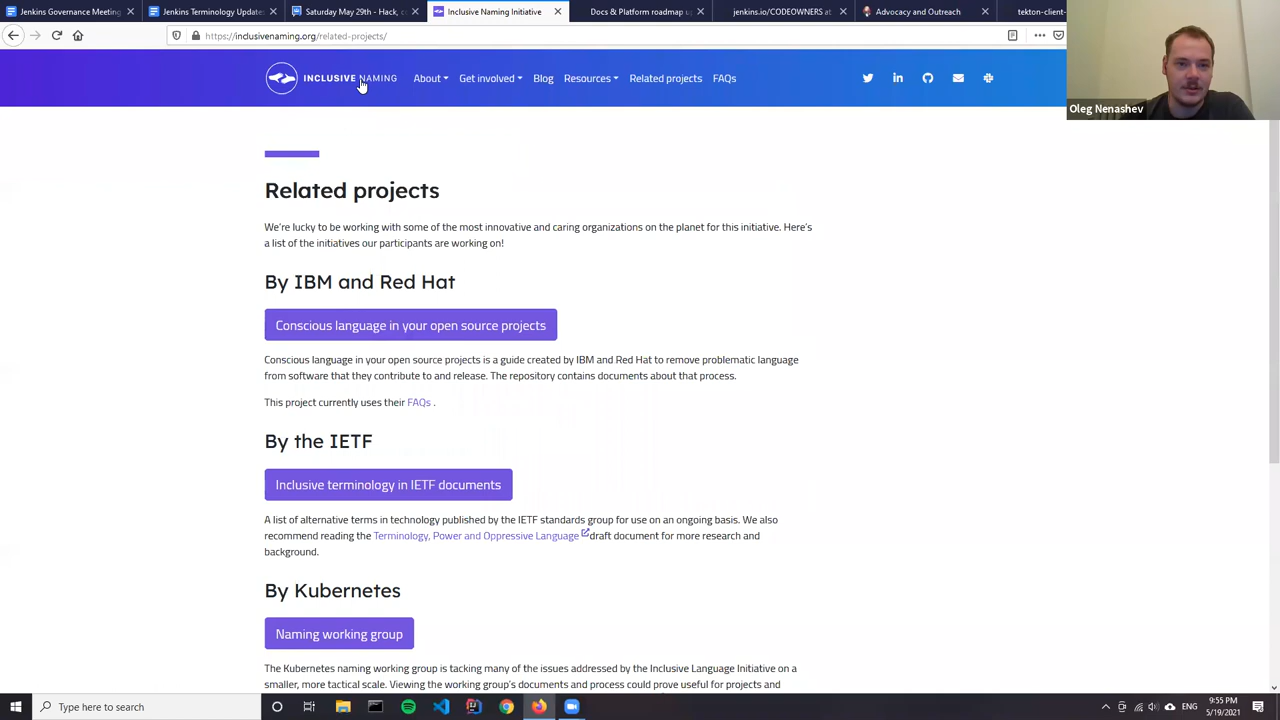 Jenkins Governance Meeting
Jenkins Terminology Updates
Saturday May 29th - Hack, co
Inclusive Naming Initiative
Docs & Platform roadmap u
jenkins.io/CODEOWNERS at
Advocacy and Outreach
tekton-client-
https://inclusivenaming.org/related-projects/
INCLUSIVE NAMING
About
Get involved
Blog
Resources
Related projects
FAQs
Oleg Nenashev
Related projects
We're lucky to be working with some of the most innovative and caring organizations on the planet for this initiative. Here's
a list of the initiatives our participants are working on!
By IBM and Red Hat
Conscious language in your open source projects
Conscious language in your open source projects is a guide created by IBM and Red Hat to remove problematic language
from software that they contribute to and release. The repository contains documents about that process.
This project currently uses their FAQs .
By the IETF
Inclusive terminology in IETF documents
A list of alternative terms in technology published by the IETF standards group for use on an ongoing basis. We also
recommend reading the Terminology, Power and Oppressive Language draft document for more research and
background.
By Kubernetes
Naming working group
The Kubernetes naming working group is tacking many of the issues addressed by the Inclusive Language Initiative on a
smaller, more tactical scale. Viewing the working group's documents and process could prove useful for projects and
Type here to search
ENG
9:55 PM
5/19/2021